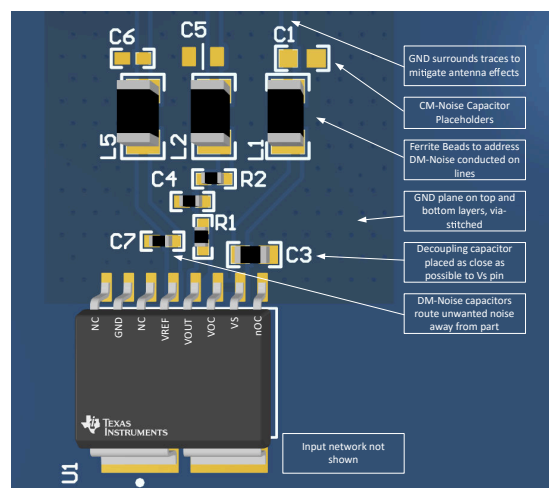 C6
C5
C1
GND surrounds traces to
mitigate antenna effects
CM-Noise Capacitor
Placeholders
Ferrite Beads to address
DM-Noise conducted on
lines
L5
L2
L1
C4
R2
GND plane on top and
bottom layers, via-
stitched
R1
C7
C3
Decoupling capacitor
placed as close as
possible to Vs pin
DM-Noise capacitors
route unwanted noise
away from part
NC
GND
NC
VREF
VOUT
VOC
VS
nOC
TEXAS
INSTRUMENTS
Input network not
shown
U1